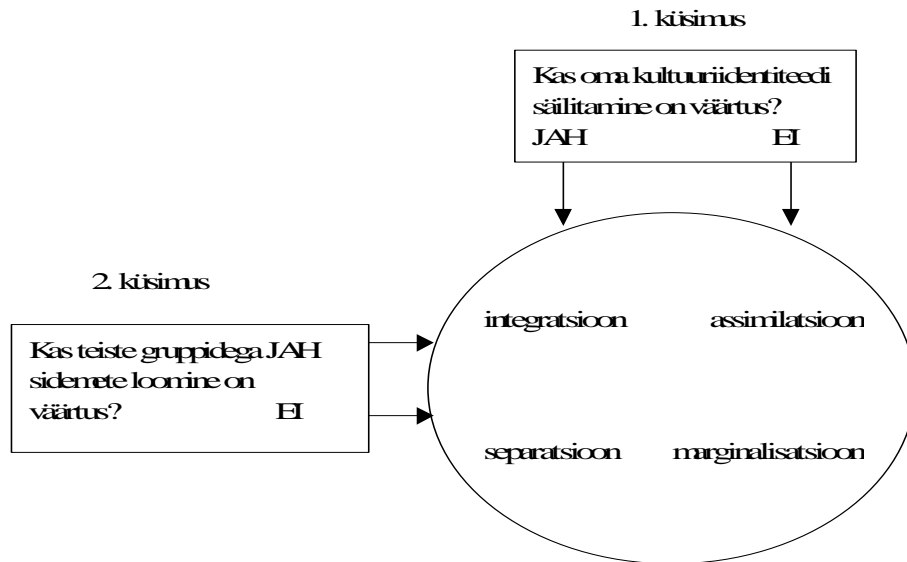 1. küsimus
Kas oma kultuuriidentiteedi
säilitamine on väärtus?
JAH EI
2. küsimus
Kas teiste gruppidega JAH
sidemete loomine on
väärtus? EI
integratsioon assimilatsioon
separatsioon marginalisatsioon